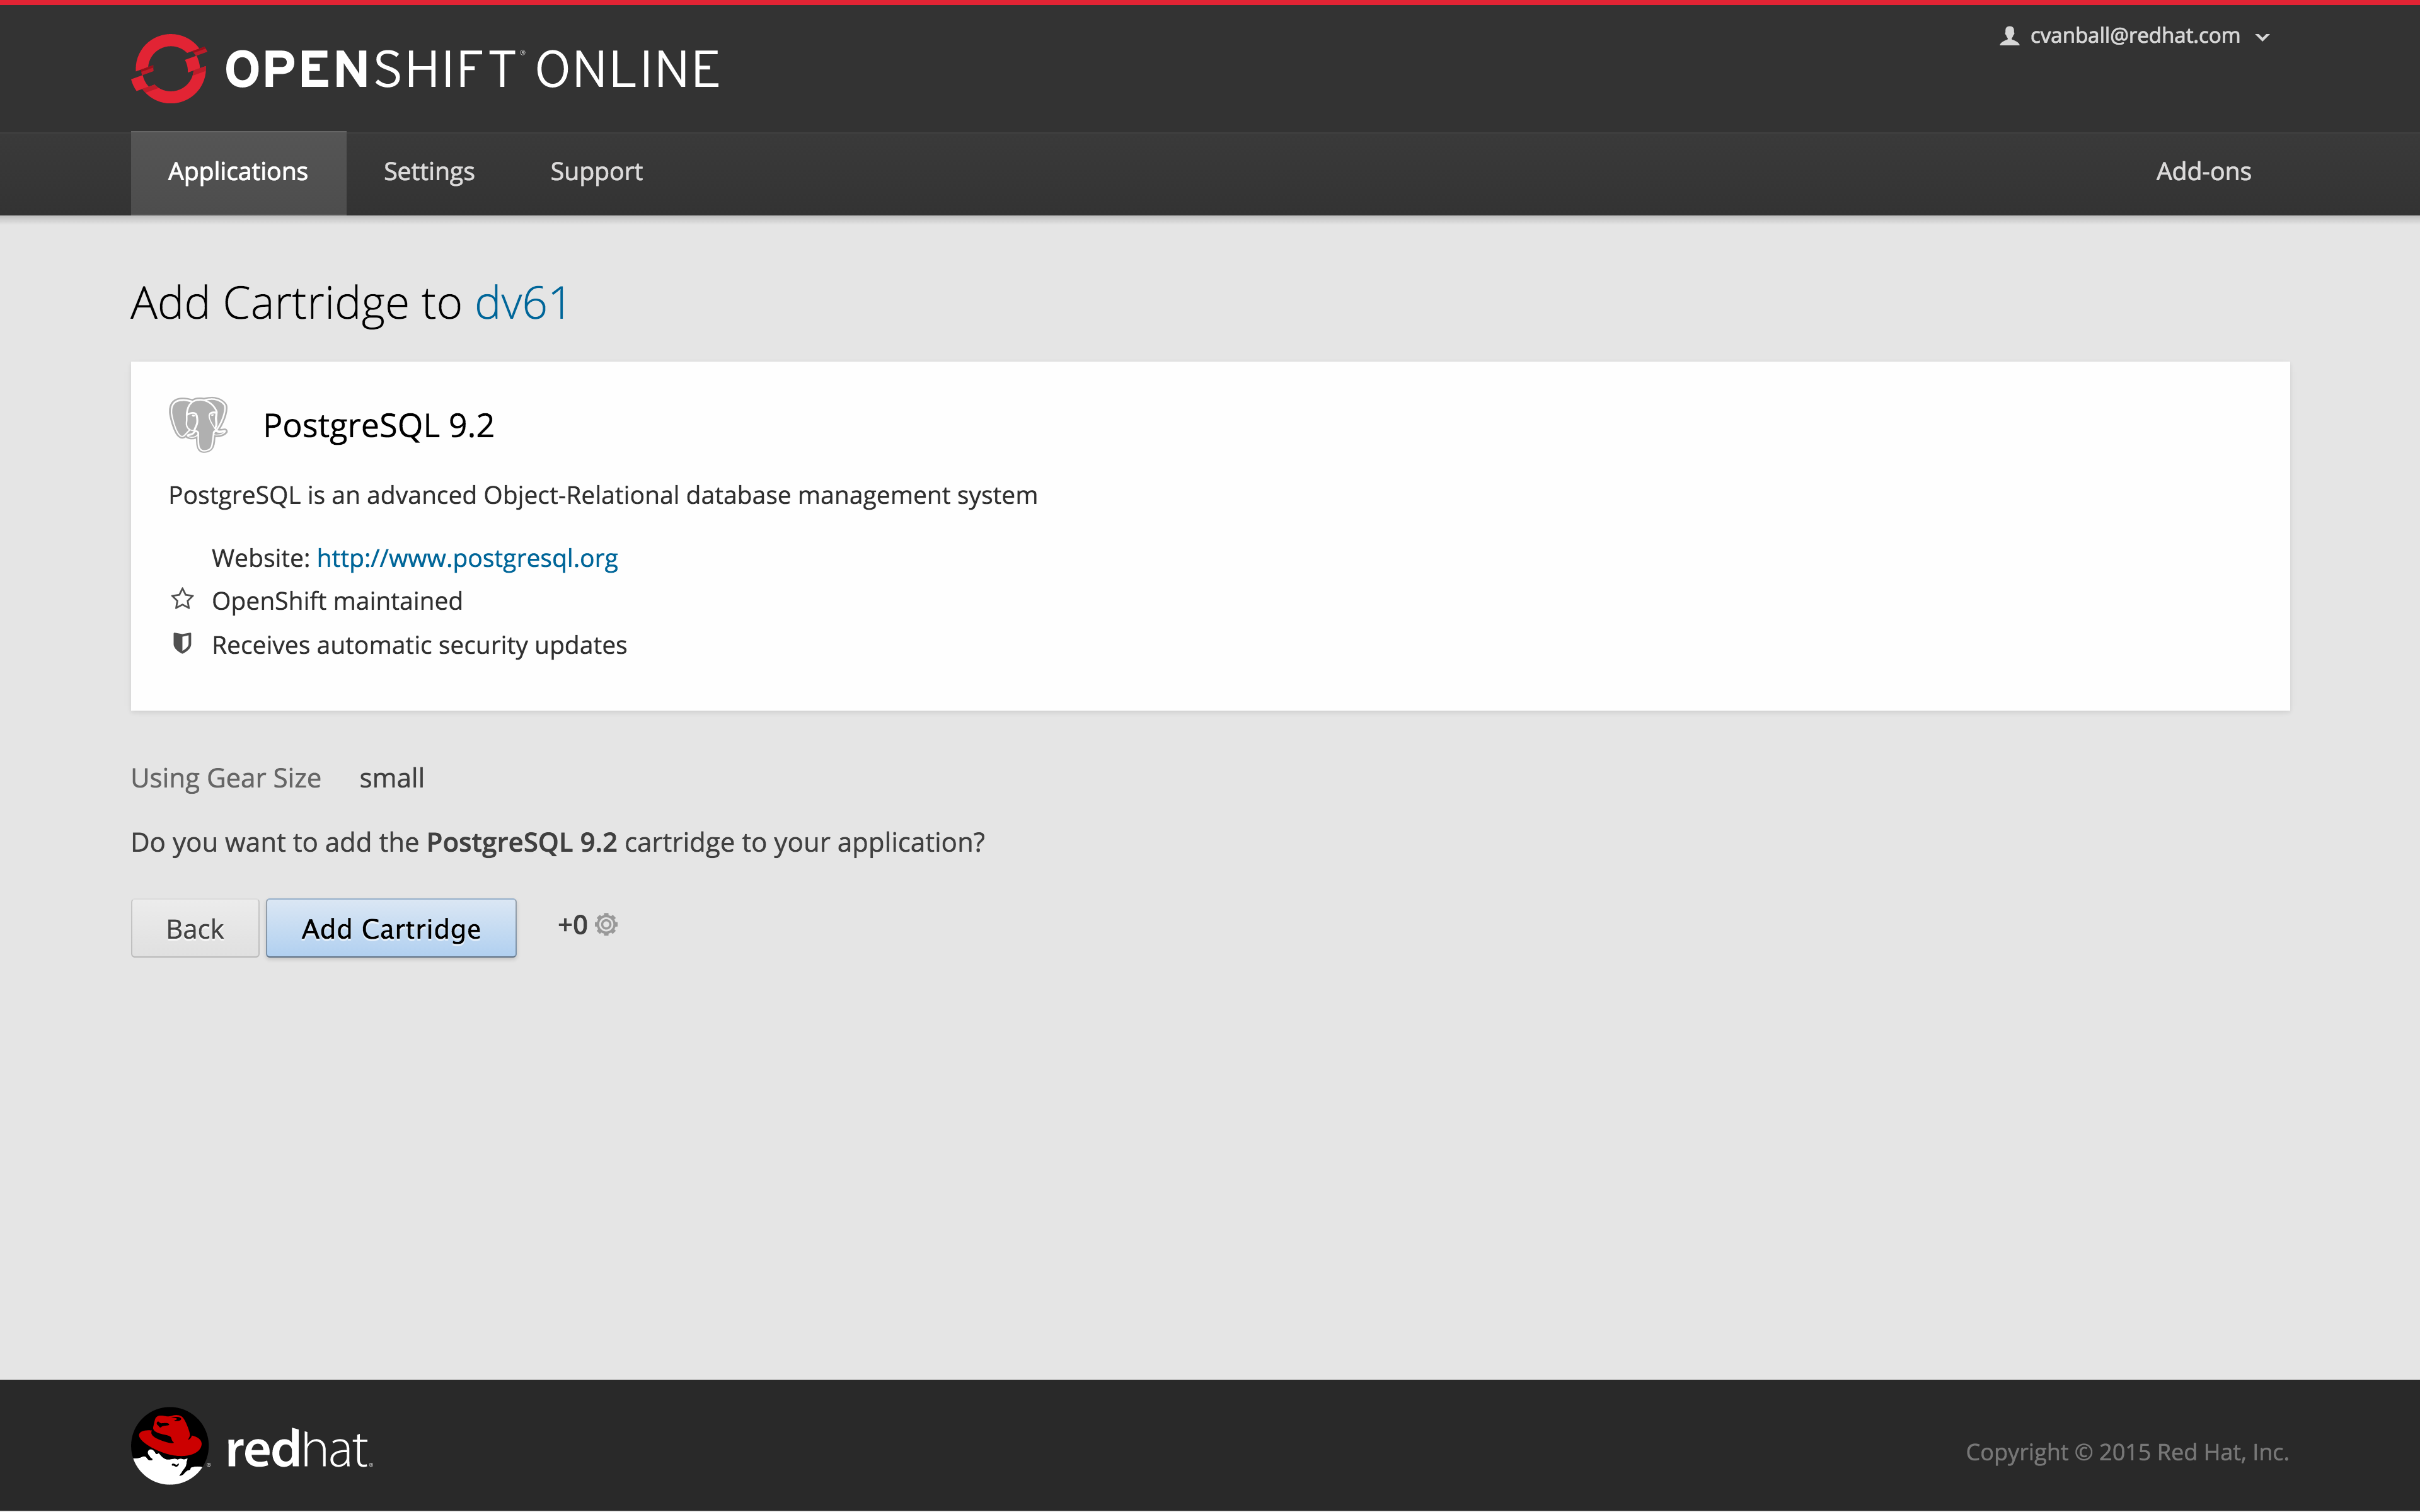 OPENSHIFT® ONLINE
cvanball@redhat.com
Applications Settings Support Add-ons
Add Cartridge to dv61
PostgreSQL 9.2
PostgreSQL is an advanced Object-Relational database management system
Website: http://www.postgresql.org
OpenShift maintained
Receives automatic security updates
Using Gear Size small
Do you want to add the PostgreSQL 9.2 cartridge to your application?
Back Add Cartridge +0
redhat®
Copyright © 2015 Red Hat, Inc.